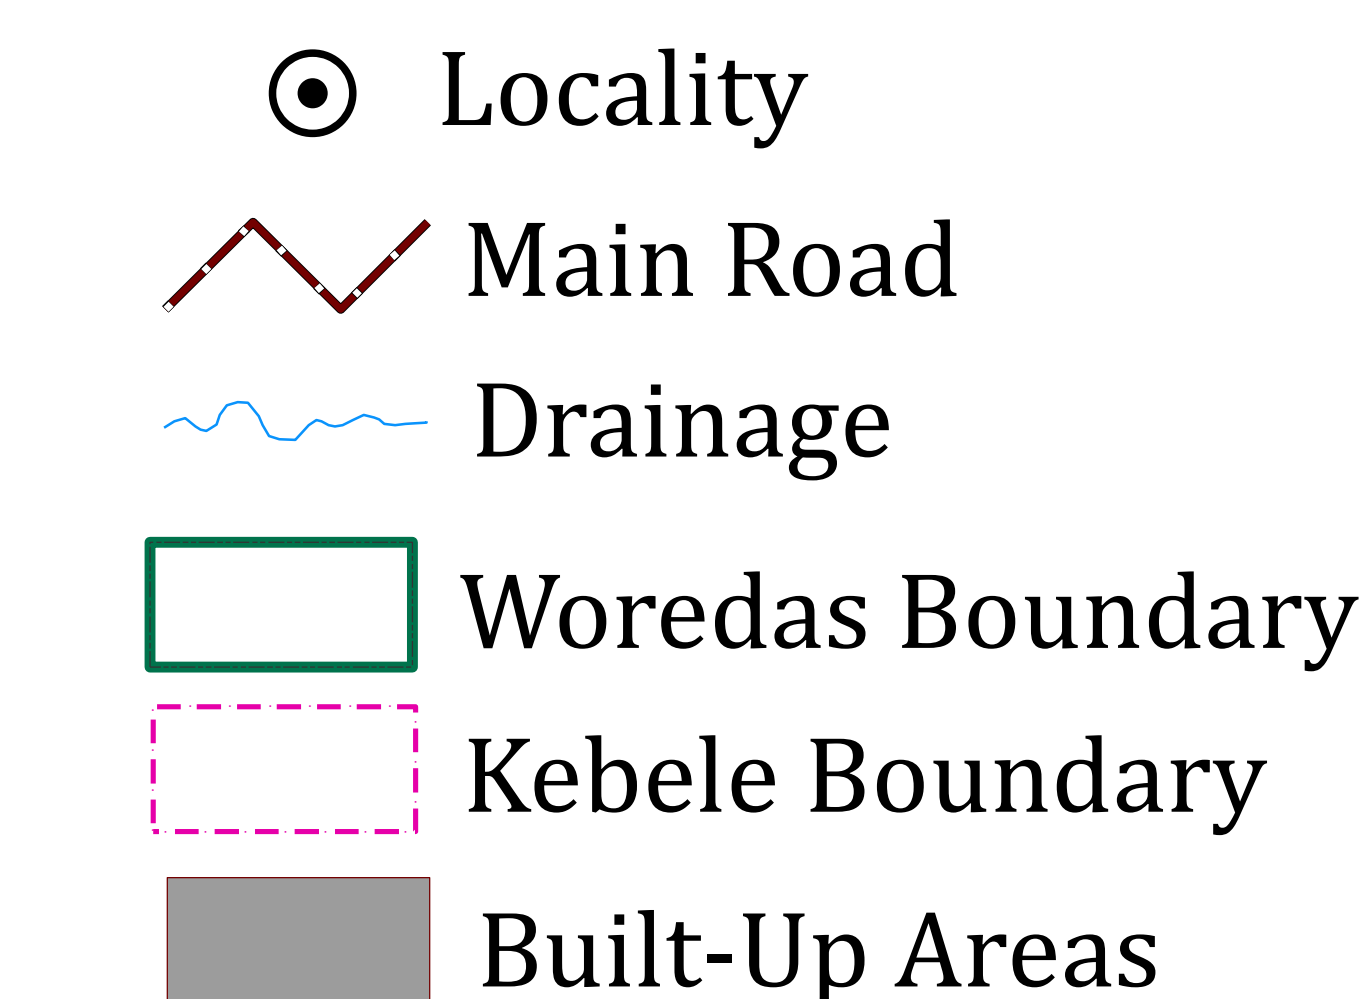 Locality
Main Road
Drainage
Woredas Boundary
Kebele Boundary
Built-Up Areas